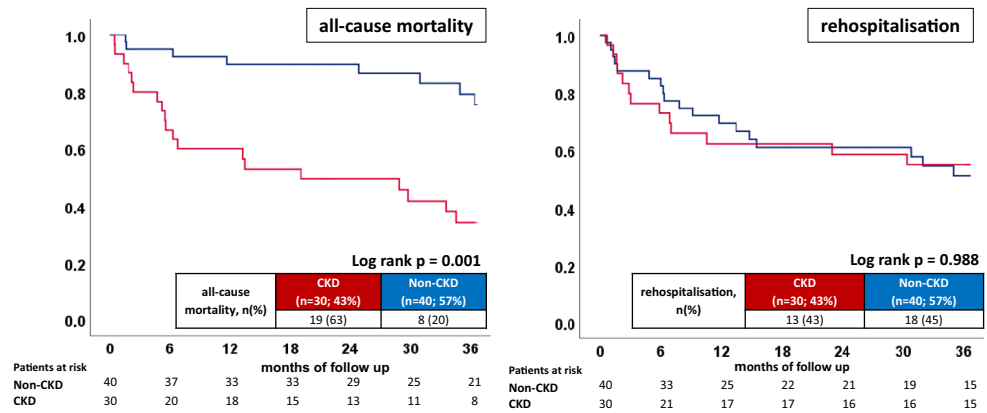 all-cause mortality
1.0
0.8
0.6
0.4
0.2
0.0
Log rank p = 0.001
all-cause mortality, n(%)
CKD (n=30; 43%)
Non-CKD (n=40; 57%)
19 (63)
8 (20)
0 6 12 18 24 30 36
months of follow up
Patients at risk
Non-CKD 40 37 33 33 29 25 21
CKD 30 20 18 15 13 11 8
rehospitalisation
1.0
0.8
0.6
0.4
0.2
0.0
Log rank p = 0.988
rehospitalisation, n(%)
CKD (n=30; 43%)
Non-CKD (n=40; 57%)
13 (43)
18 (45)
0 6 12 18 24 30 36
months of follow up
Patients at risk
Non-CKD 40 33 25 22 21 19 15
CKD 30 21 17 17 16 16 15